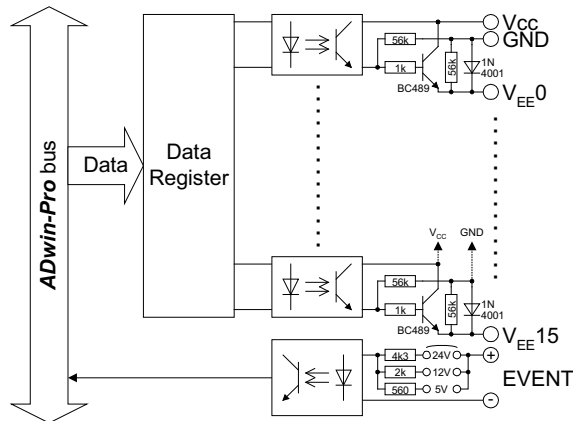 Vcc
GND
56k
1k
56k
1N
4001
BC489
VEE0
ADwin-Pro bus
Data
Data
Register
VCC
GND
56k
1k
56k
1N
4001
BC489
VEE15
4k3
24V
+
2k
12V
EVENT
560
5V
-